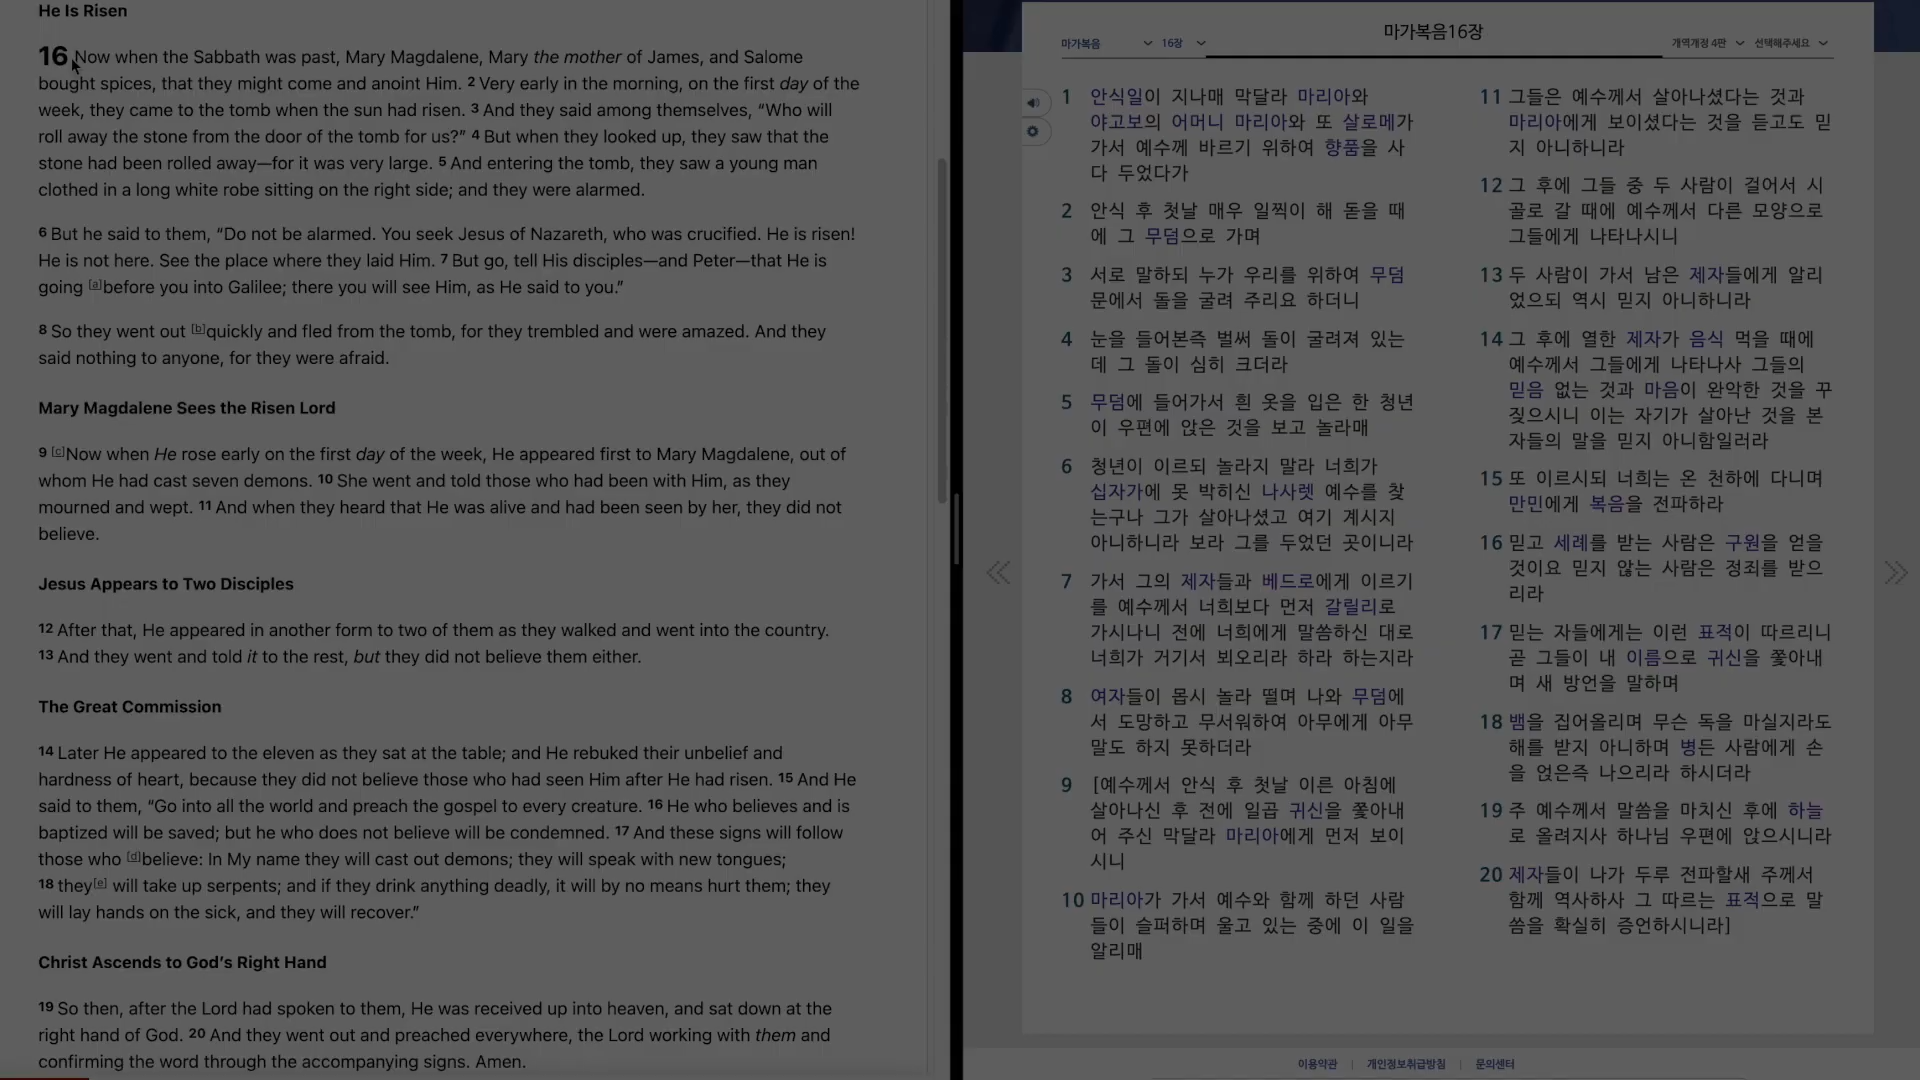 He Is Risen
16 Now when the Sabbath was past, Mary Magdalene, Mary the mother of James, and Salome
bought spices, that they might come and anoint Him. 2 Very early in the morning, on the first day of the
week, they came to the tomb when the sun had risen. 3 And they said among themselves, “Who will
roll away the stone from the door of the tomb for us?” 4 But when they looked up, they saw that the
stone had been rolled away—for it was very large. 5 And entering the tomb, they saw a young man
clothed in a long white robe sitting on the right side; and they were alarmed.
6 But he said to them, “Do not be alarmed. You seek Jesus of Nazareth, who was crucified. He is risen!
He is not here. See the place where they laid Him. 7 But go, tell His disciples—and Peter—that He is
going [a]before you into Galilee; there you will see Him, as He said to you.”
8 So they went out [b]quickly and fled from the tomb, for they trembled and were amazed. And they
said nothing to anyone, for they were afraid.
Mary Magdalene Sees the Risen Lord
9 [c]Now when He rose early on the first day of the week, He appeared first to Mary Magdalene, out of
whom He had cast seven demons. 10 She went and told those who had been with Him, as they
mourned and wept. 11 And when they heard that He was alive and had been seen by her, they did not
believe.
Jesus Appears to Two Disciples
12 After that, He appeared in another form to two of them as they walked and went into the country.
13 And they went and told it to the rest, but they did not believe them either.
The Great Commission
14 Later He appeared to the eleven as they sat at the table; and He rebuked their unbelief and
hardness of heart, because they did not believe those who had seen Him after He had risen. 15 And He
said to them, “Go into all the world and preach the gospel to every creature. 16 He who believes and is
baptized will be saved; but he who does not believe will be condemned. 17 And these signs will follow
those who [d]believe: In My name they will cast out demons; they will speak with new tongues;
18 they[e] will take up serpents; and if they drink anything deadly, it will by no means hurt them; they
will lay hands on the sick, and they will recover.”
Christ Ascends to God’s Right Hand
19 So then, after the Lord had spoken to them, He was received up into heaven, and sat down at the
right hand of God. 20 And they went out and preached everywhere, the Lord working with them and
confirming the word through the accompanying signs. Amen.
마가복음16장
마가복음 16장 개역개정 4판 선택해주세요
1 안식일이 지나매 막달라 마리아와
야고보의 어머니 마리아와 또 살로메가
가서 예수께 바르기 위하여 향품을 사
다 두었다가
2 안식 후 첫날 매우 일찍이 해 돋을 때
에 그 무덤으로 가며
3 서로 말하되 누가 우리를 위하여 무덤
문에서 돌을 굴려 주리요 하더니
4 눈을 들어본즉 벌써 돌이 굴려져 있는
데 그 돌이 심히 크더라
5 무덤에 들어가서 흰 옷을 입은 한 청년
이 우편에 앉은 것을 보고 놀라매
6 청년이 이르되 놀라지 말라 너희가
십자가에 못 박히신 나사렛 예수를 찾
는구나 그가 살아나셨고 여기 계시지
아니하니라 보라 그를 두었던 곳이니라
7 가서 그의 제자들과 베드로에게 이르기
를 예수께서 너희보다 먼저 갈릴리로
가시나니 전에 너희에게 말씀하신 대로
너희가 거기서 뵈오리라 하라 하는지라
8 여자들이 몹시 놀라 떨며 나와 무덤에
서 도망하고 무서워하여 아무에게 아무
말도 하지 못하더라
9 [예수께서 안식 후 첫날 이른 아침에
살아나신 후 전에 일곱 귀신을 쫓아내
어 주신 막달라 마리아에게 먼저 보이
시니
10 마리아가 가서 예수와 함께 하던 사람
들이 슬퍼하며 울고 있는 중에 이 일을
알리매
11 그들은 예수께서 살아나셨다는 것과
마리아에게 보이셨다는 것을 듣고도 믿
지 아니하니라
12 그 후에 그들 중 두 사람이 걸어서 시
골로 갈 때에 예수께서 다른 모양으로
그들에게 나타나시니
13 두 사람이 가서 남은 제자들에게 알리
었으되 역시 믿지 아니하니라
14 그 후에 열한 제자가 음식 먹을 때에
예수께서 그들에게 나타나사 그들의
믿음 없는 것과 마음이 완악한 것을 꾸
짖으시니 이는 자기가 살아난 것을 본
자들의 말을 믿지 아니함일러라
15 또 이르시되 너희는 온 천하에 다니며
만민에게 복음을 전파하라
16 믿고 세례를 받는 사람은 구원을 얻을
것이요 믿지 않는 사람은 정죄를 받으
리라
17 믿는 자들에게는 이런 표적이 따르리니
곧 그들이 내 이름으로 귀신을 쫓아내
며 새 방언을 말하며
18 뱀을 집어올리며 무슨 독을 마실지라도
해를 받지 아니하며 병든 사람에게 손
을 얹은즉 나으리라 하시더라
19 주 예수께서 말씀을 마치신 후에 하늘
로 올려지사 하나님 우편에 앉으시니라
20 제자들이 나가 두루 전파할새 주께서
함께 역사하사 그 따르는 표적으로 말
씀을 확실히 증언하시니라]
이용약관 | 개인정보취급방침 | 문의센터